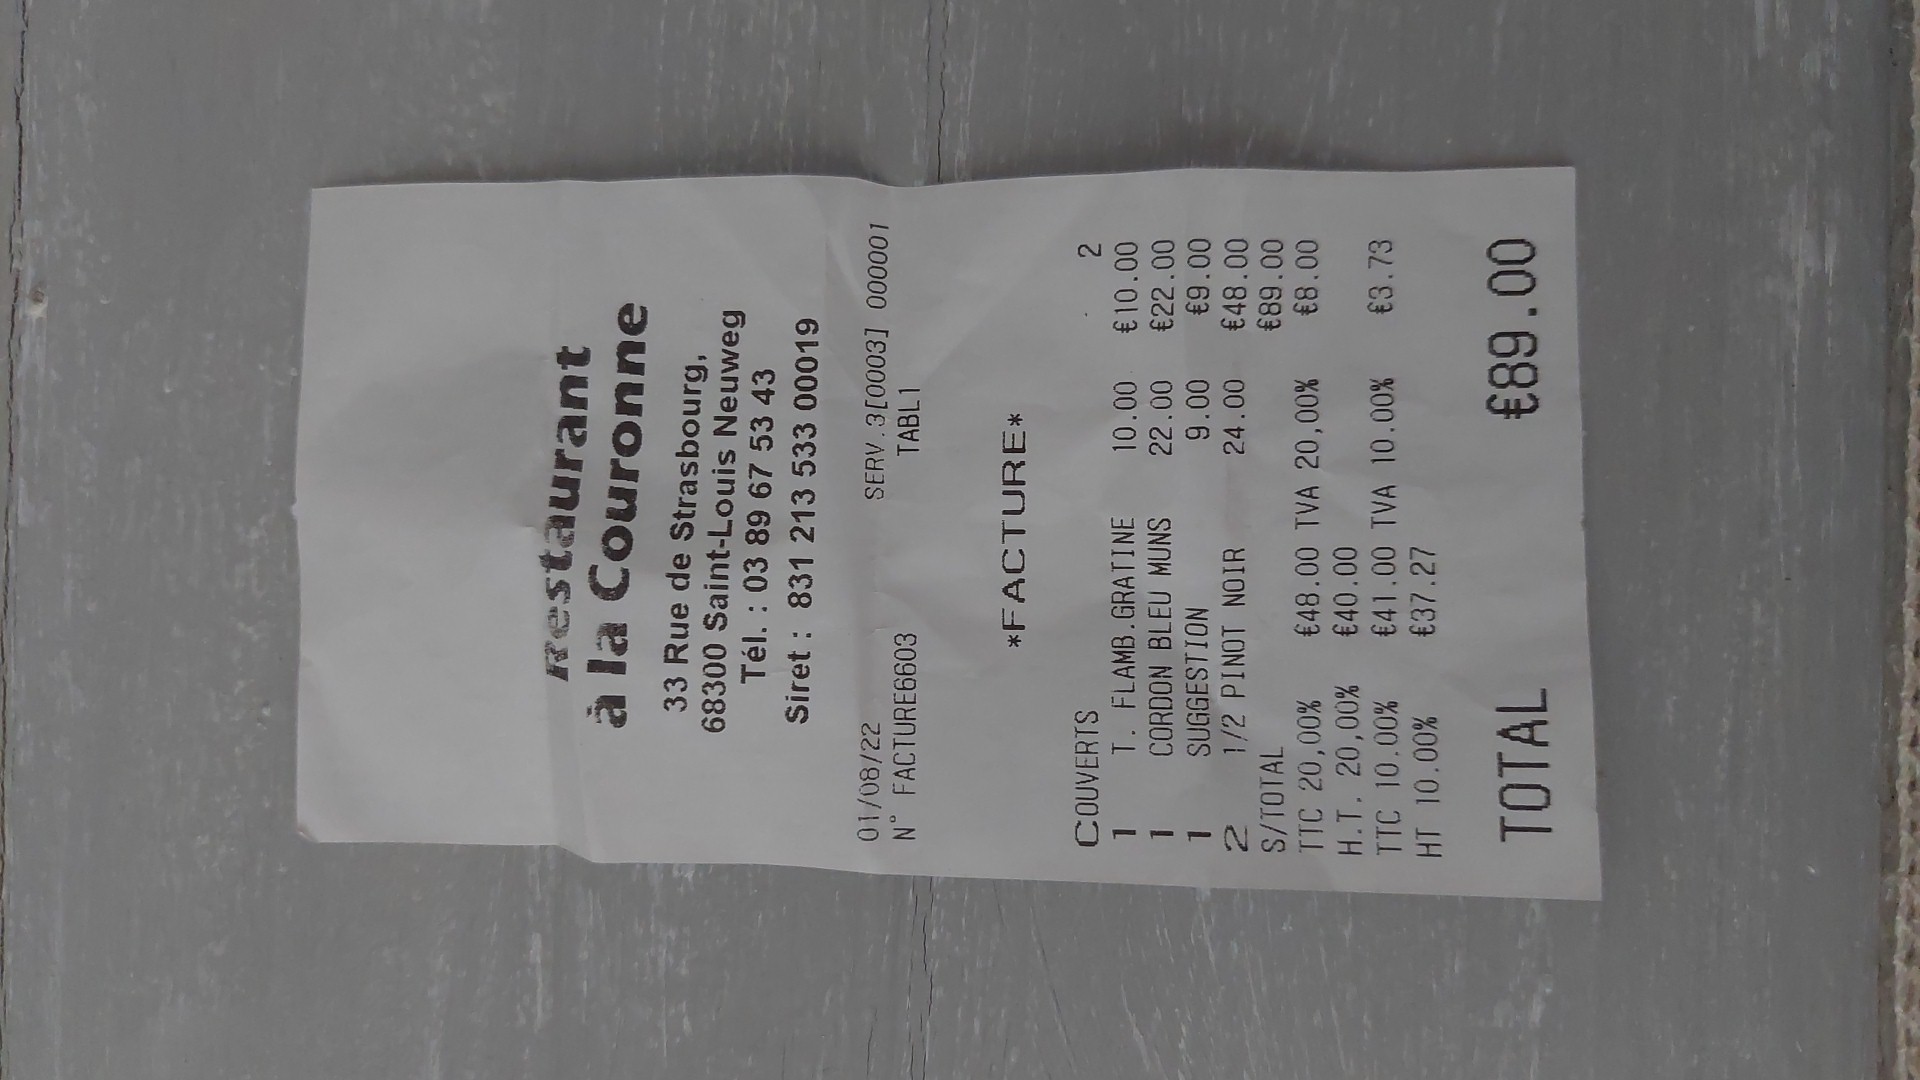 Restaurant
à la Couronne
33 Rue de Strasbourg,
68300 Saint-Louis Neuweg
Tél. : 03 89 67 53 43
Siret : 831 213 533 00019
01/08/22 SERV.3[0003] 000001
N° FACTURE6603 TABL1
*FACTURE*
COUVERTS 2
1 T. FLAMB.GRATINE 10.00 €10.00
1 CORDON BLEU MUNS 22.00 €22.00
1 SUGGESTION 9.00 €9.00
2 1/2 PINOT NOIR 24.00 €48.00
S/TOTAL €89.00
TTC 20,00% €48.00 TVA 20,00% €8.00
H.T. 20,00% €40.00
TTC 10.00% €41.00 TVA 10.00% €3.73
HT 10.00% €37.27
TOTAL €89.00